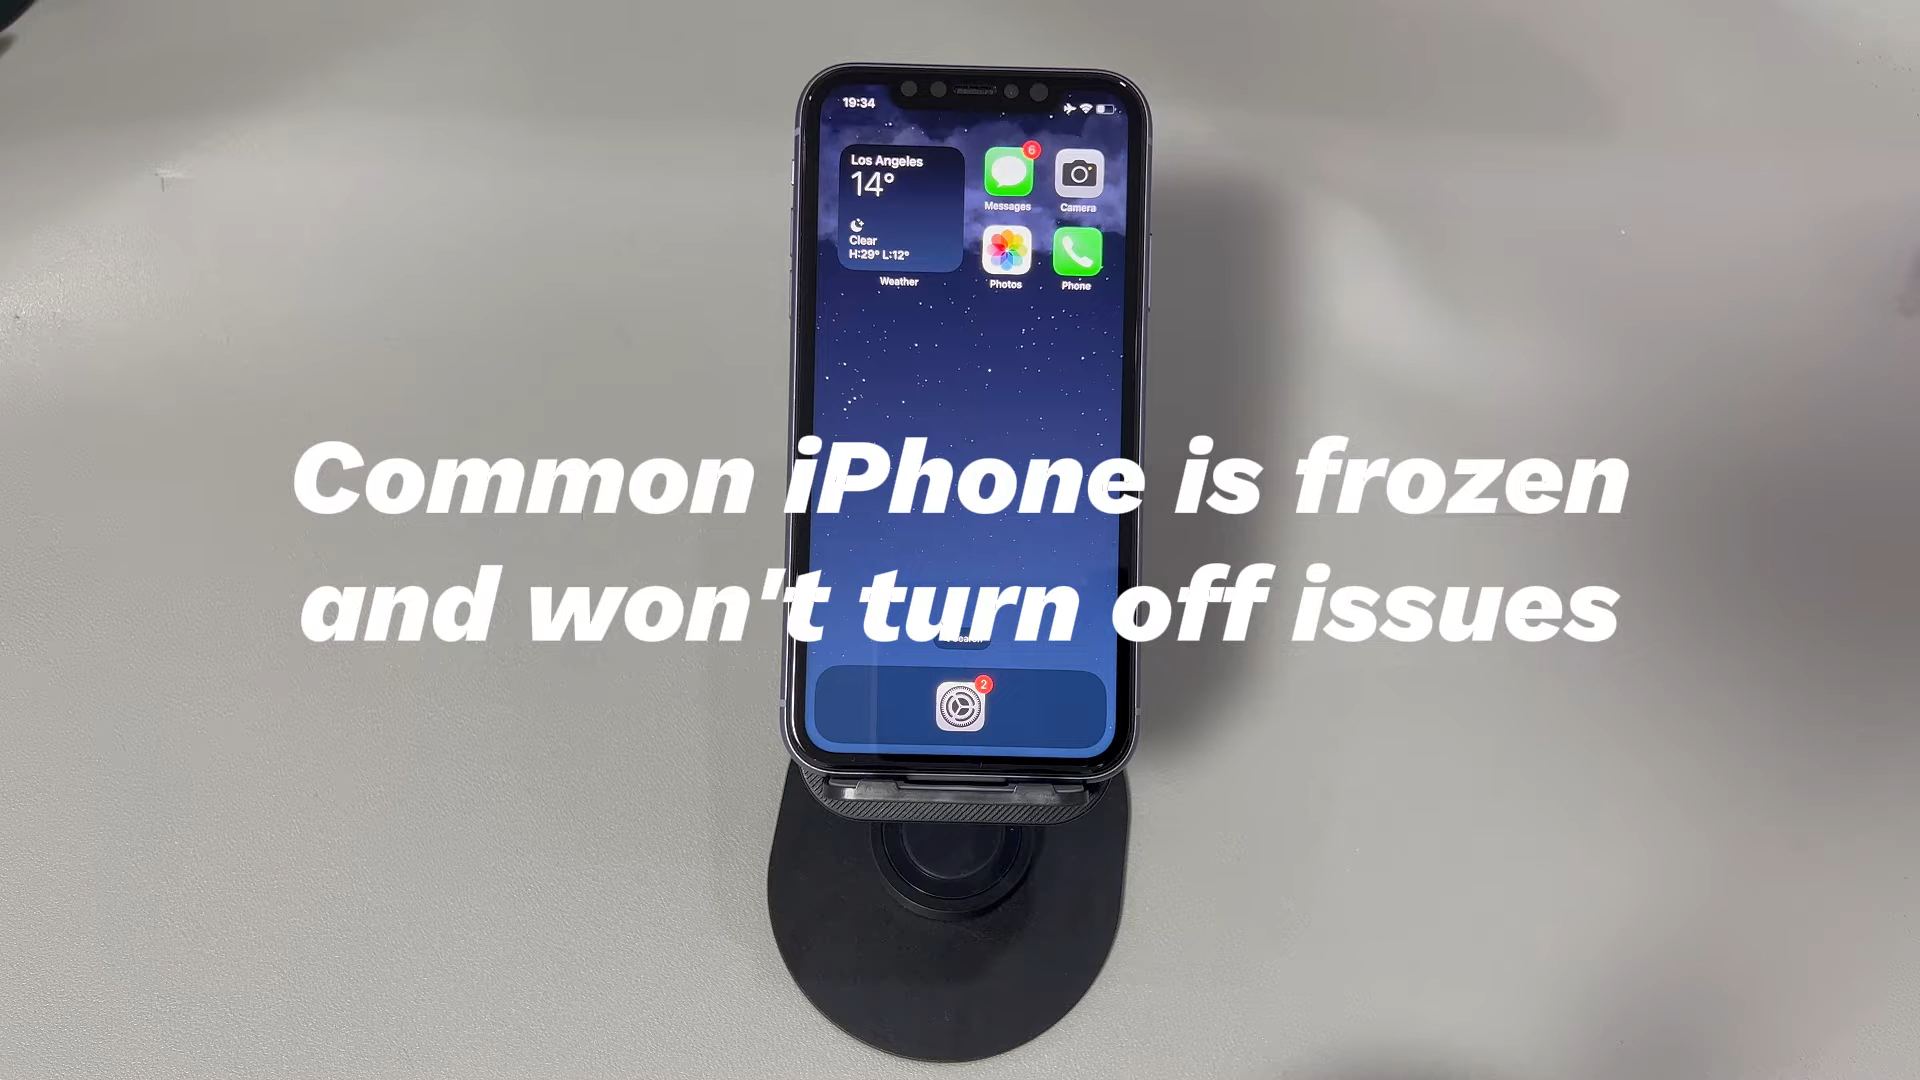 19:34
Los Angeles
14°
Clear
H:29° L:12°
Weather
6
Messages
Camera
Photos
Phone
Common iPhone is frozen
and won't turn off issues
Search
2